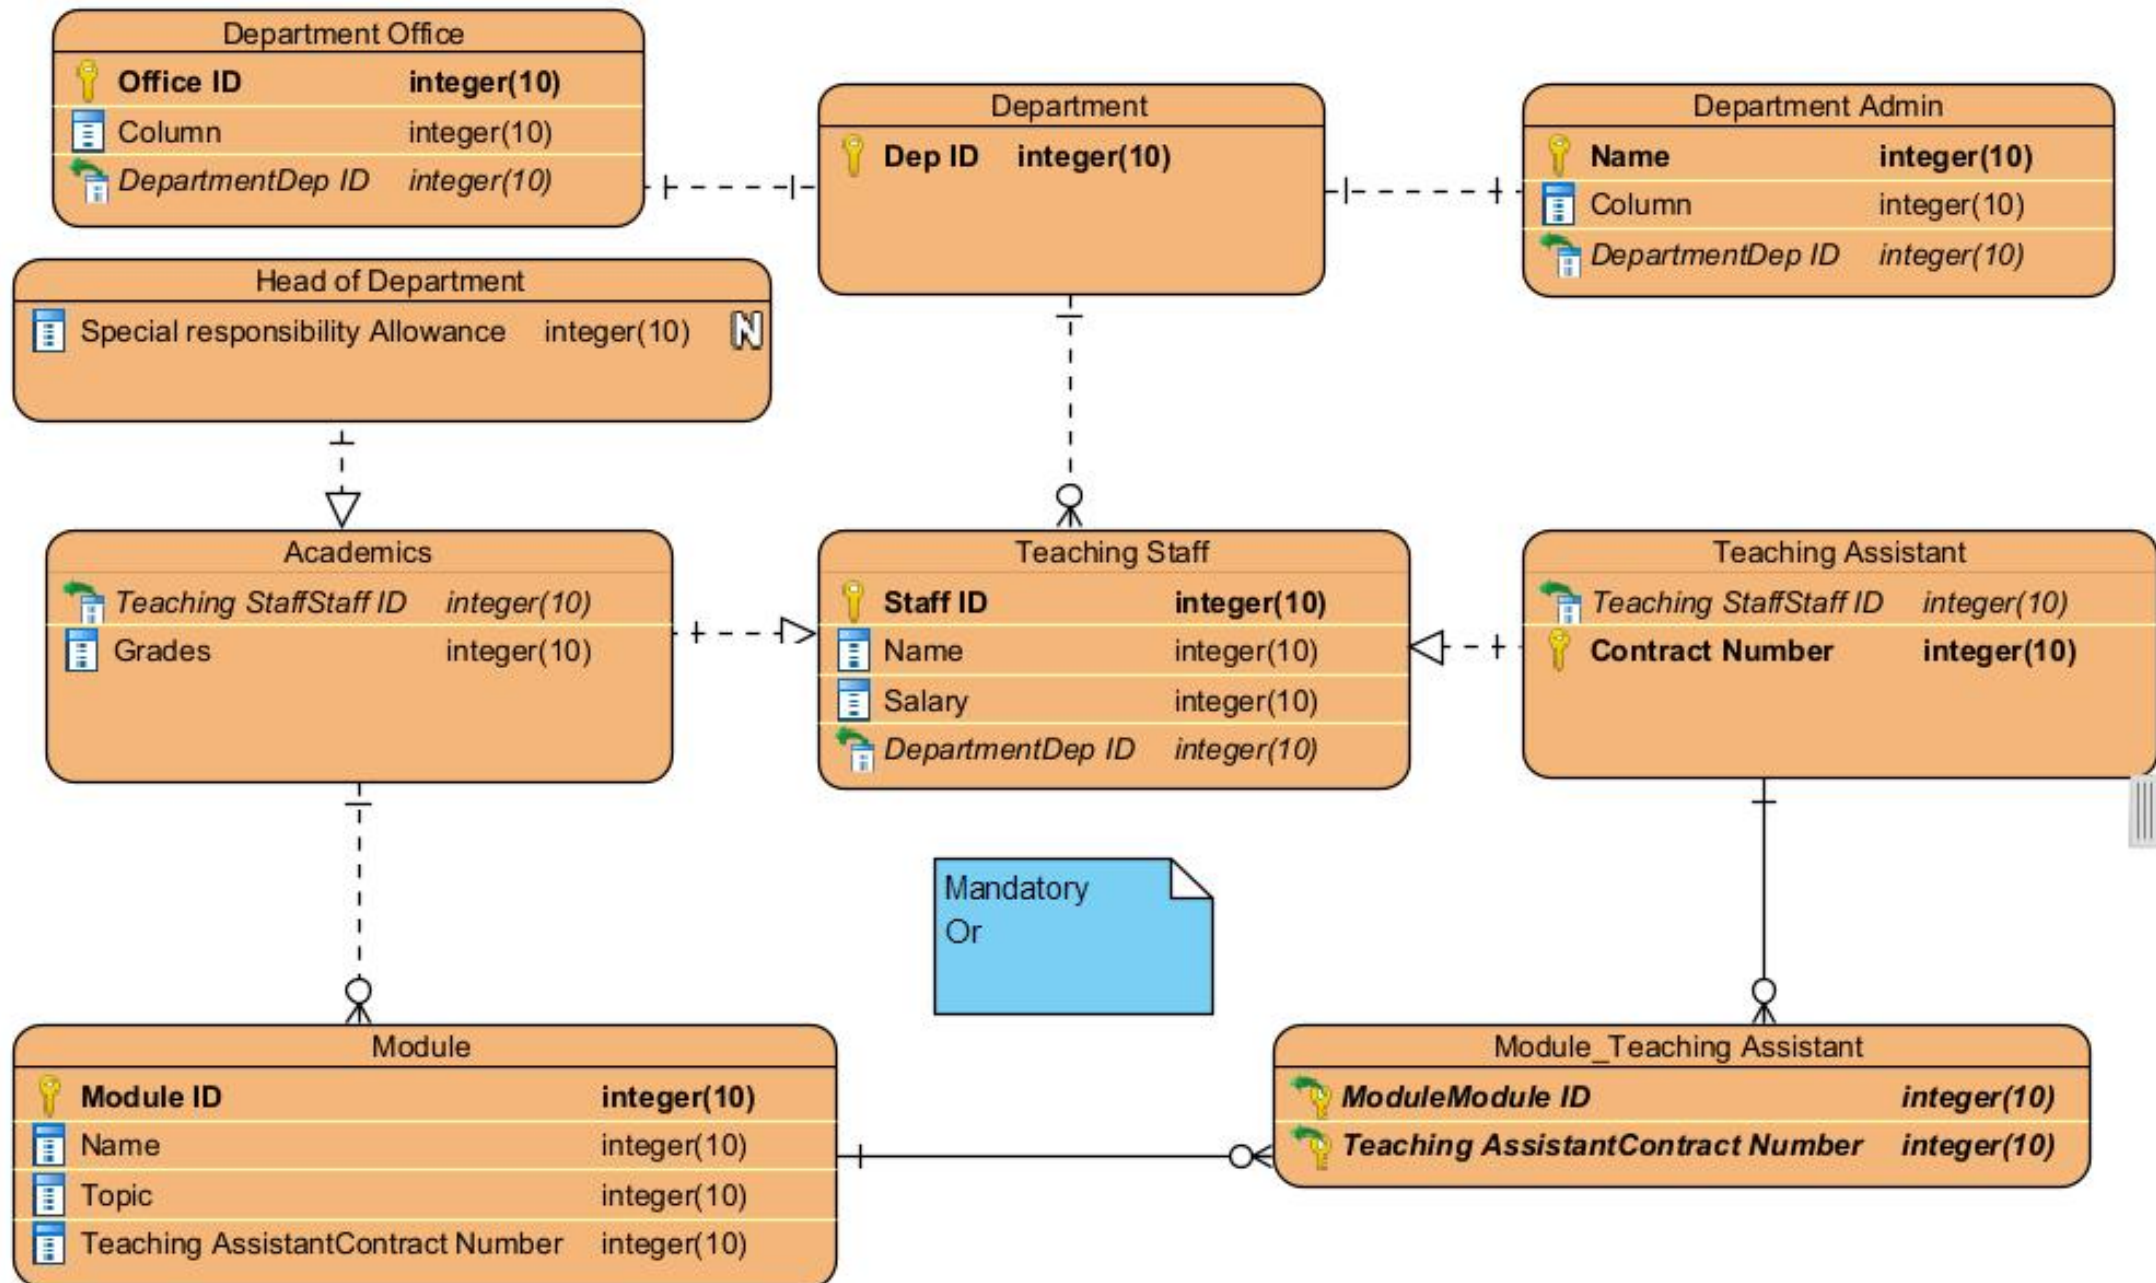 Department Office
Office ID integer(10)
Column integer(10)
DepartmentDep ID integer(10)
Department
Dep ID integer(10)
Department Admin
Name integer(10)
Column integer(10)
DepartmentDep ID integer(10)
Head of Department
Special responsibility Allowance integer(10) N
Academics
Teaching StaffStaff ID integer(10)
Grades integer(10)
Teaching Staff
Staff ID integer(10)
Name integer(10)
Salary integer(10)
DepartmentDep ID integer(10)
Teaching Assistant
Teaching StaffStaff ID integer(10)
Contract Number integer(10)
Mandatory
Or
Module
Module ID integer(10)
Name integer(10)
Topic integer(10)
Teaching AssistantContract Number integer(10)
Module_Teaching Assistant
ModuleModule ID integer(10)
Teaching AssistantContract Number integer(10)